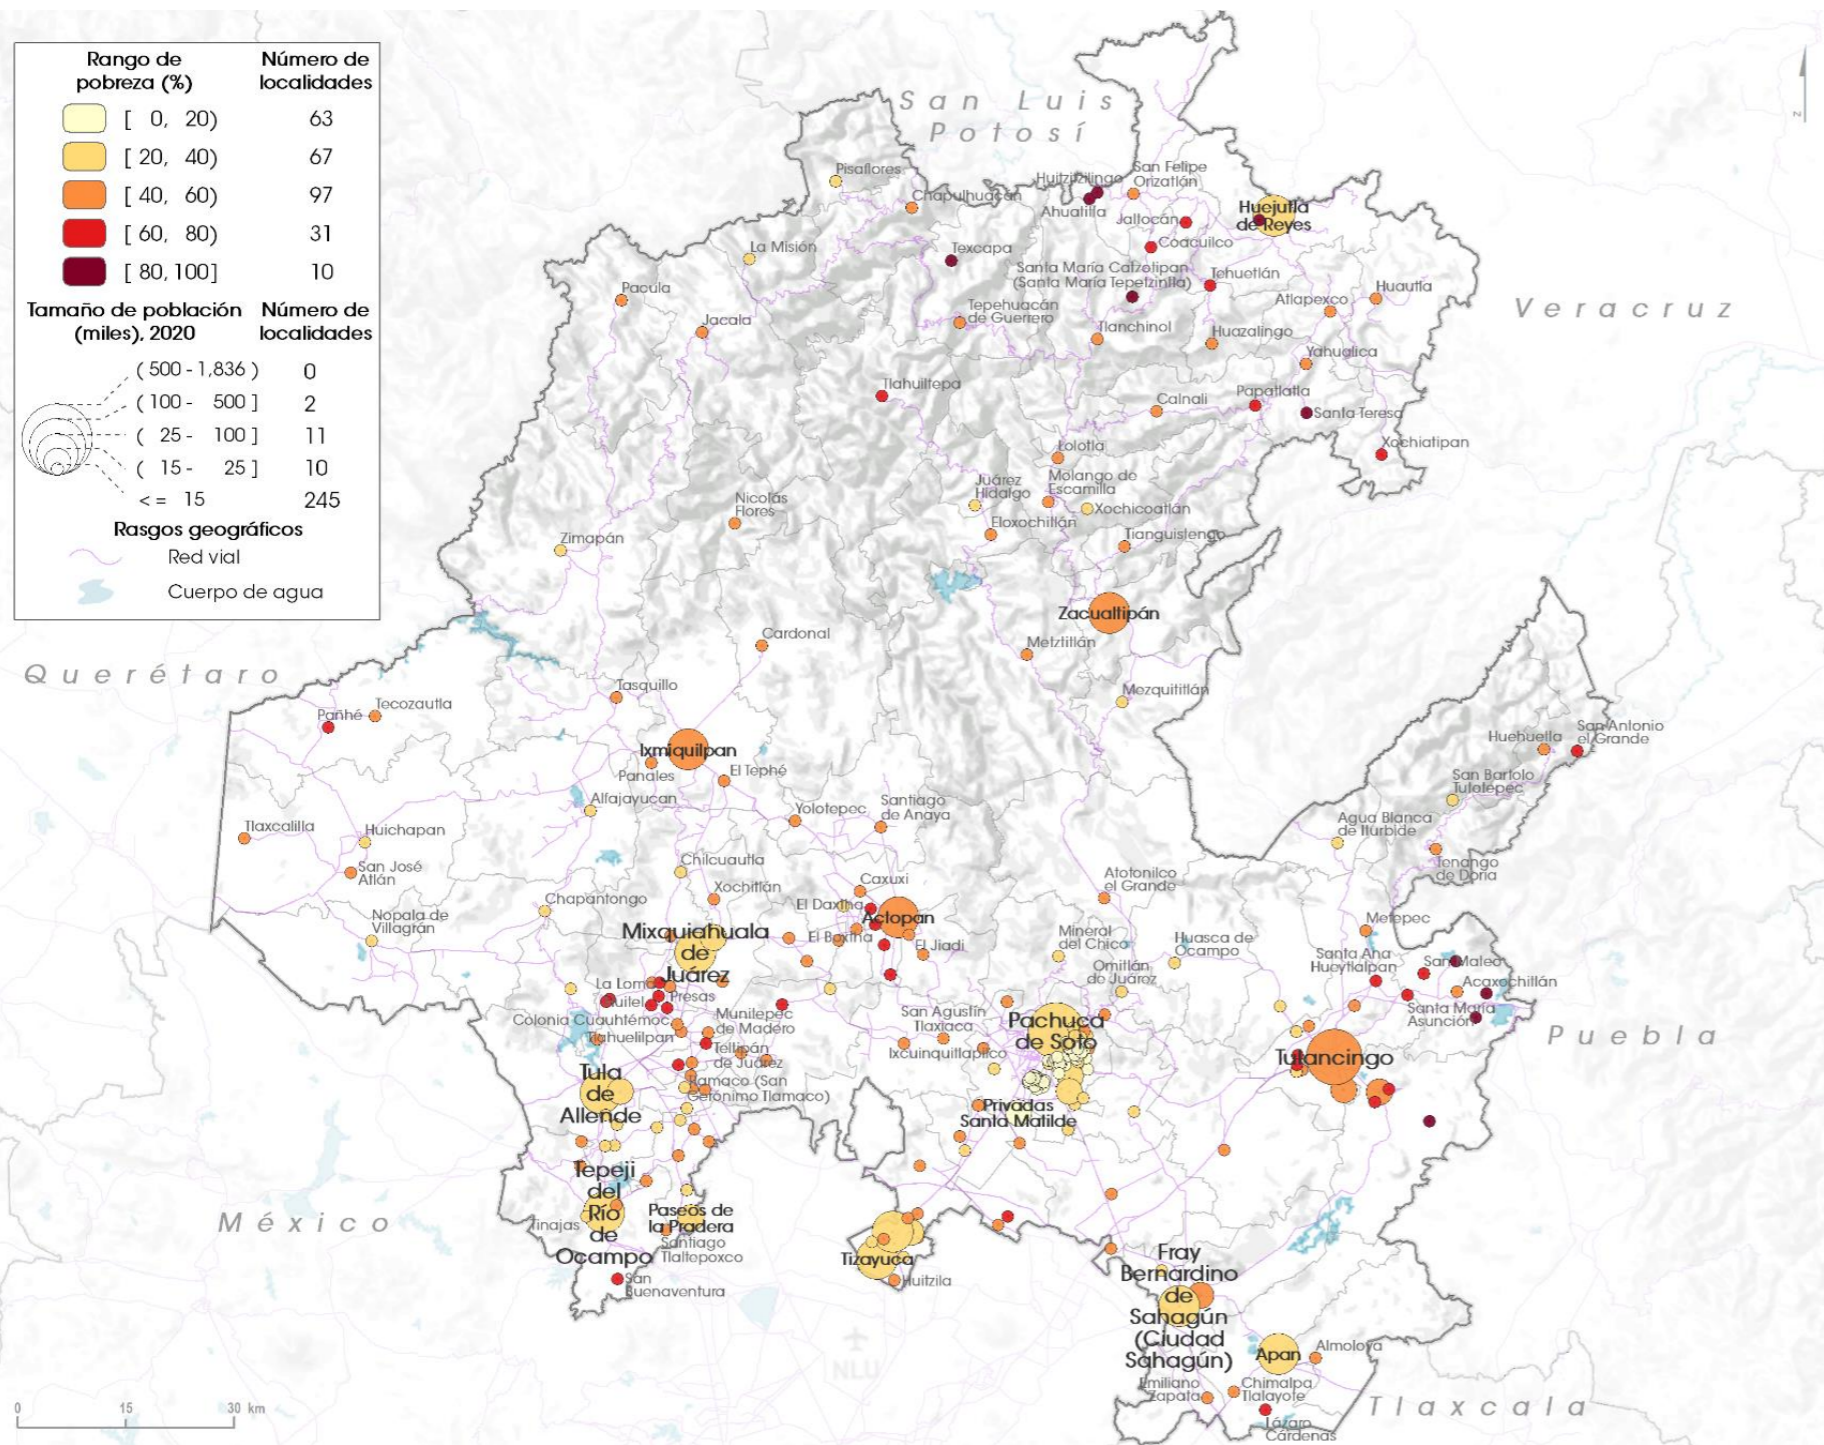 Rango de
pobreza (%)
Número de
localidades
[ 0, 20)
63
[ 20, 40)
67
[ 40, 60)
97
[ 60, 80)
31
[ 80, 100]
10
Tamaño de población
(miles), 2020
Número de
localidades
( 500 - 1,836 )
0
( 100 - 500 ]
2
( 25 - 100 ]
11
( 15 - 25 ]
10
<= 15
245
Rasgos geográficos
Red vial
Cuerpo de agua
San Luis
Potosí
N
Pisaflores
Chapulhuacán
Huitzitzilingo
San Felipe
Orizatlán
Ahuatitla
Jaltocán
Huejutla
de Reyes
La Misión
Texcapa
Coacuilco
Santa María Catzotipan
(Santa María Tepetzintla)
Tehuetlán
Huautla
Pacula
Atlapexco
Veracruz
Jacala
Tepehuacán
de Guerrero
Tlanchinol
Huazalingo
Yahualica
Tlahuiltepa
Calnali
Papatlatla
Santa Teresa
Xochiatipan
Lolotla
Juárez
Hidalgo
Molango de
Escamilla
Nicolás
Flores
Xochicoatlán
Eloxochitlán
Zimapán
Tianguistengo
Zacualtipán
Cardonal
Metztitlán
Querétaro
Tasquillo
Mezquititlán
Pañhé
Tecozautla
San Antonio
el Grande
Huehuetla
Ixmiquilpan
Panales
El Tephé
San Bartolo
Tutotepec
Alfajayucan
Yolotepec
Santiago
de Anaya
Agua Blanca
de Iturbide
Tlaxcalilla
Huichapan
Chilcuautla
Tenango
de Doria
San José
Atlán
Xochitlán
Caxuxi
Atotonilco
el Grande
Chapantongo
El Daxtha
Actopan
Nopala de
Villagrán
Mixquiahuala
de
Juárez
El Boxtha
El Jiadi
Mineral
del Chico
Huasca de
Ocampo
Metepec
Santa Ana
Hueytlalpan
San Mateo
Omitlán
de Juárez
Acaxochitlán
La Loma
Quitel
Presas
Santa María
Asunción
Colonia Cuauhtémoc
Munitepec
de Madero
San Agustín
Tlaxiaca
Pachuca
de Soto
Tlahuelilpan
Tetlipán
de Juárez
Ixcuinquitlapilco
Tulancingo
Puebla
Tula
de
Allende
Tlamaco (San
Gerónimo Tlamaco)
Privadas
Santa Matilde
Tepeji
del
Río
de
Ocampo
Tinajas
Paseos de
la Pradera
Santiago
Tlaltepoxco
México
Tizayuca
Huitzila
San
Buenaventura
Fray
Bernardino
de
Sahagún
(Ciudad
Sahagún)
NLU
Apan
Almoloya
Emiliano
Zapata
Chimalpa
Tlalayote
Lázaro
Cárdenas
Tlaxcala
0
15
30 km